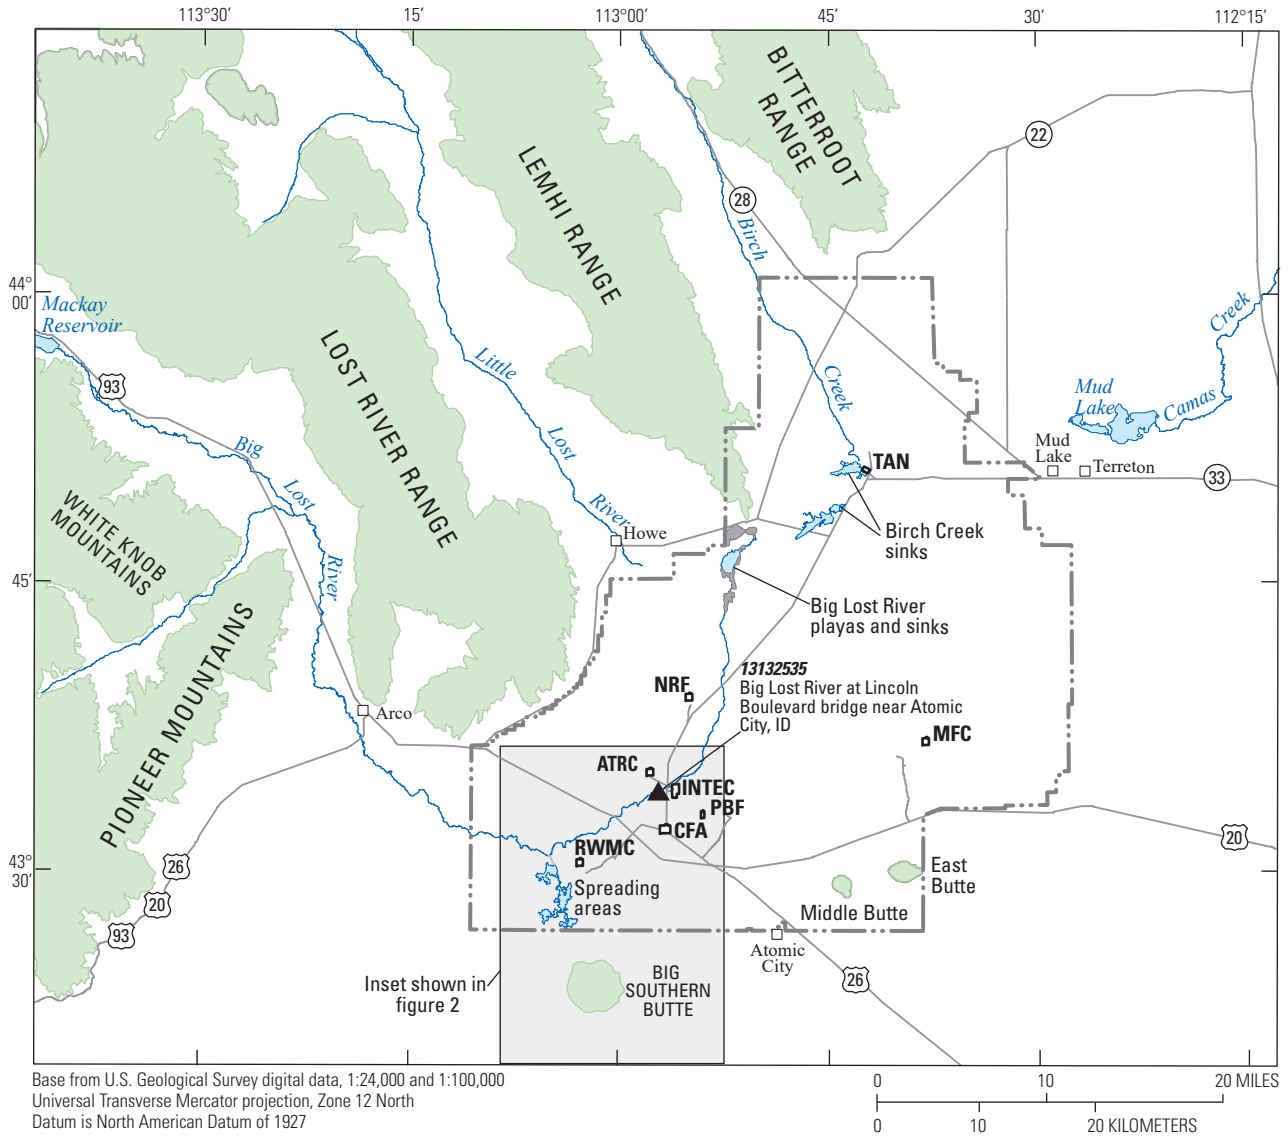 113°30′
15′
113°00′
45′
30′
112°15′
BITTERROOT
RANGE
22
LEMHI RANGE
28
Birch
44°
00′
Mackay
Reservoir
Creek
LOST RIVER RANGE
Little
93
Creek
Mud
Lake
Camas
Big
Lost
Mud
Lake
Terreton
TAN
33
Lost
WHITE KNOB
MOUNTAINS
River
Howe
Birch Creek
sinks
River
45′
Big Lost River
playas and sinks
PIONEER MOUNTAINS
13132535
Big Lost River at Lincoln
Boulevard bridge near Atomic
City, ID
NRF
Arco
MFC
ATRC
INTEC
PBF
CFA
20
RWMC
26
43°
30′
East
Butte
Spreading
areas
20
Middle Butte
93
Atomic
City
Inset shown in
figure 2
BIG
SOUTHERN
BUTTE
26
Base from U.S. Geological Survey digital data, 1:24,000 and 1:100,000
Universal Transverse Mercator projection, Zone 12 North
Datum is North American Datum of 1927
0
10
20 MILES
0
10
20 KILOMETERS